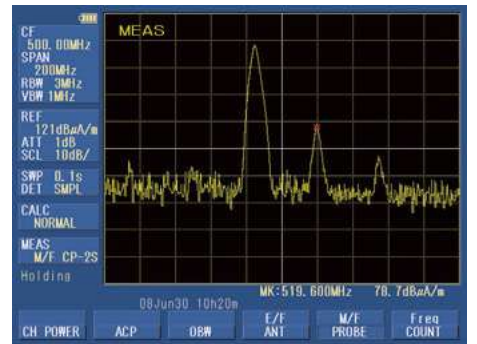 CF
500. 00MHz
SPAN
200MHz
RBW 3MHz
VBW 1MHz
REF
121dBμA/m
ATT 1dB
SCL 10dB/
SWP 0. 1s
DET SMPL
CALC
NORMAL
MEAS
M/F CP-2S
Holding
MEAS
MK:519. 600MHz 78. 7dBμA/m
08Jun30 10h20m
CH POWER
ACP
OBW
E/F
ANT
M/F
PROBE
Freq
COUNT